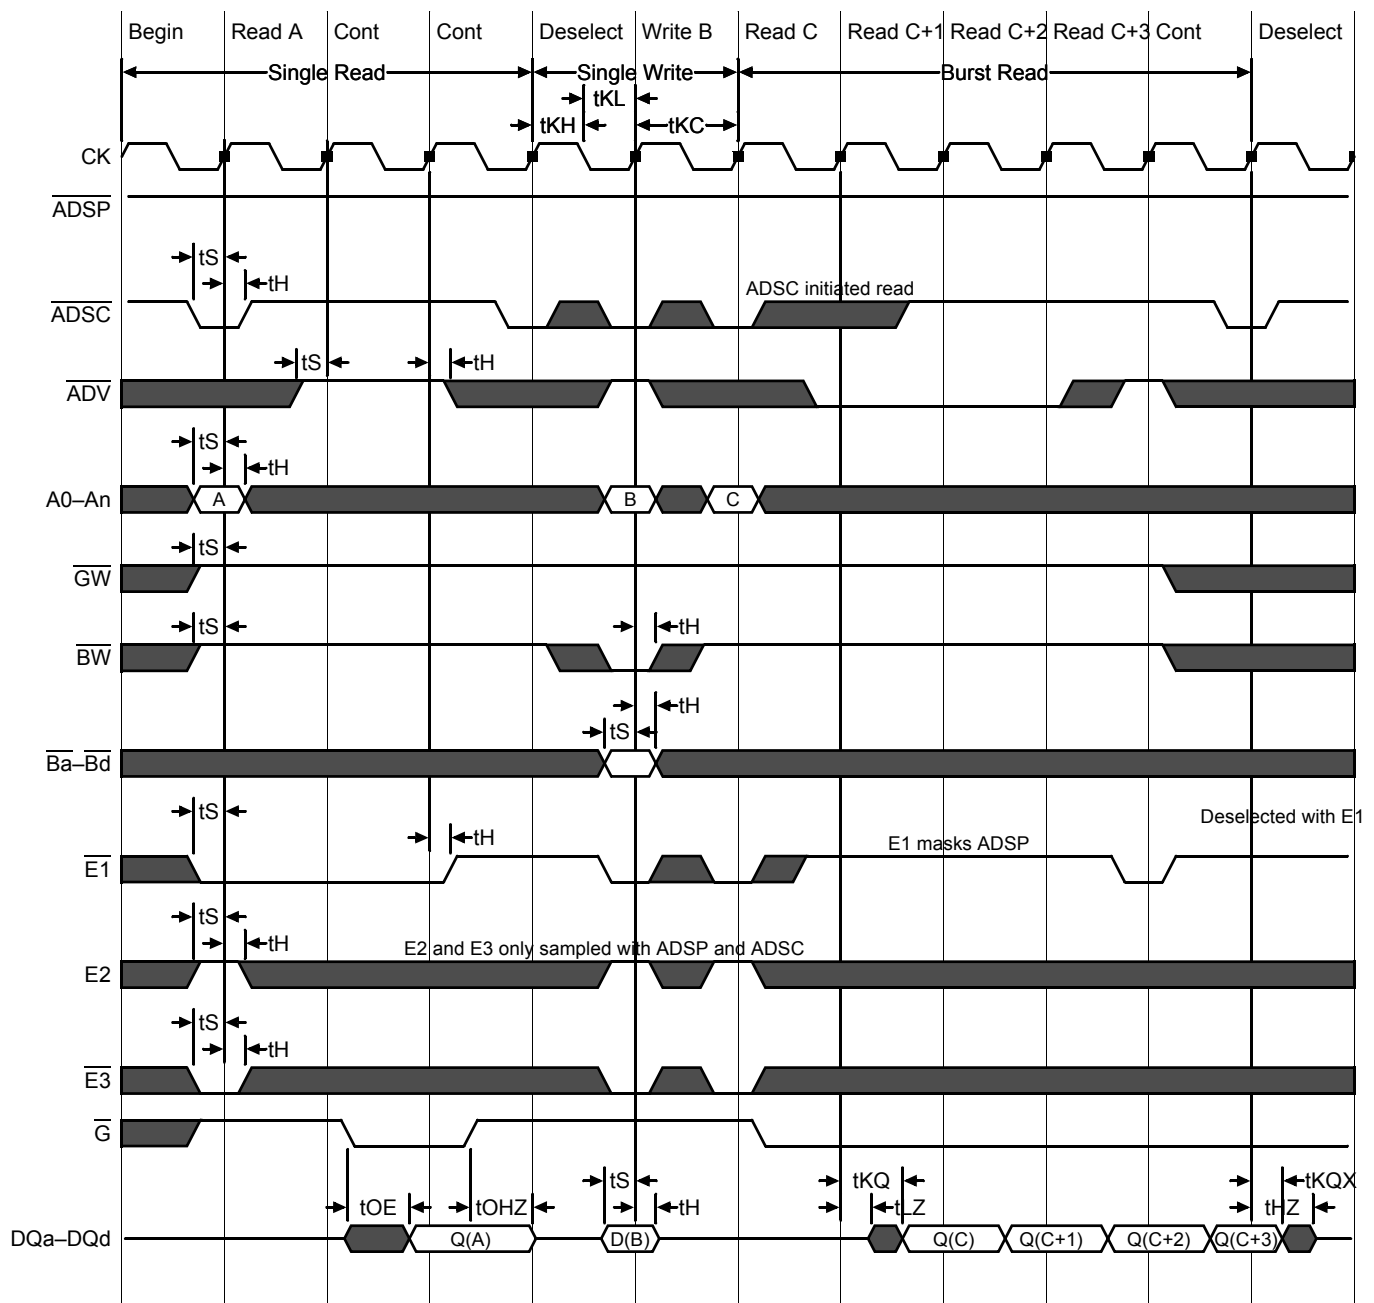 Begin Read A Cont Cont Deselect Write B Read C Read C+1 Read C+2 Read C+3 Cont Deselect
Single Read Single Write Burst Read
tKL
tKH tKC
CK
ADSP
tS
tH
ADSC initiated read
ADSC
tS tH
ADV
tS
tH
A0–An A B C
tS
GW
tS tH
BW
tH
tS
Ba–Bd
tS Deselected with E1
tH E1 masks ADSP
E1
tS
tH E2 and E3 only sampled with ADSP and ADSC
E2
tS
tH
E3
G
tS tKQ tKQX
tOE tOHZ tH tLZ tHZ
DQa–DQd Q(A) D(B) Q(C) Q(C+1) Q(C+2) Q(C+3)